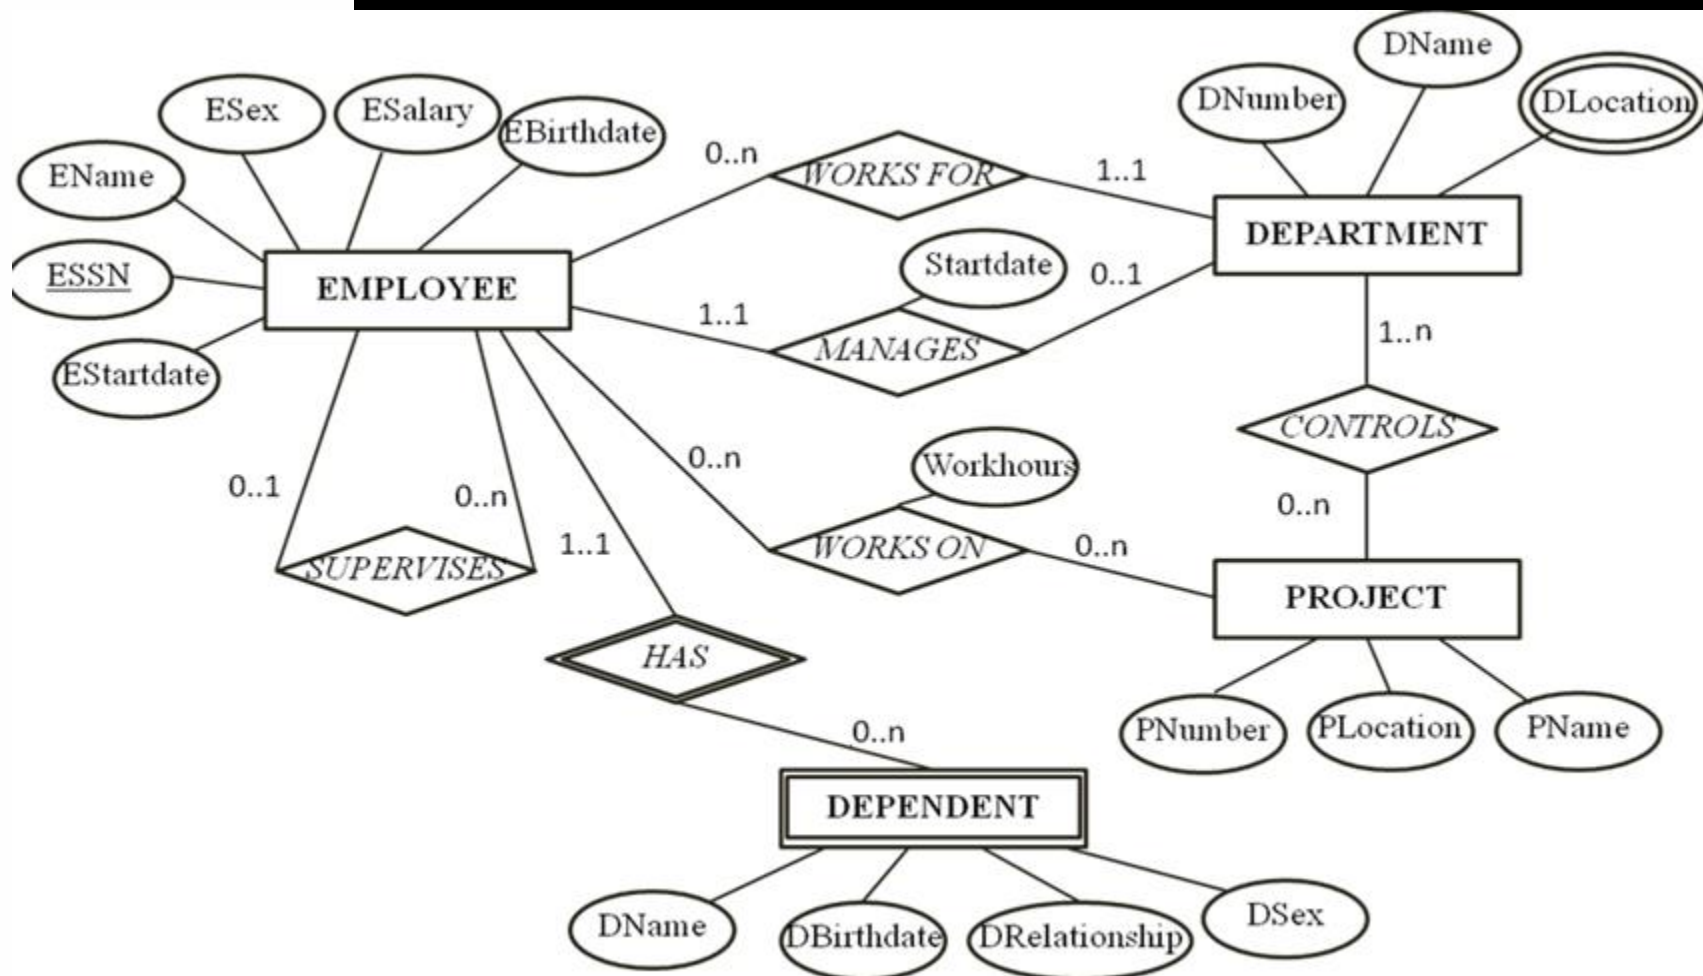 DName
DNumber
DLocation
ESex
ESalary
EBirthdate
EName
0..n
WORKS FOR
1..1
DEPARTMENT
ESSN
EMPLOYEE
Startdate
0..1
1..1
MANAGES
1..n
EStartdate
CONTROLS
0..n
Workhours
0..1
0..n
0..n
1..1
WORKS ON
0..n
SUPERVISES
PROJECT
HAS
PNumber
PLocation
PName
0..n
DEPENDENT
DName
DBirthdate
DRelationship
DSex